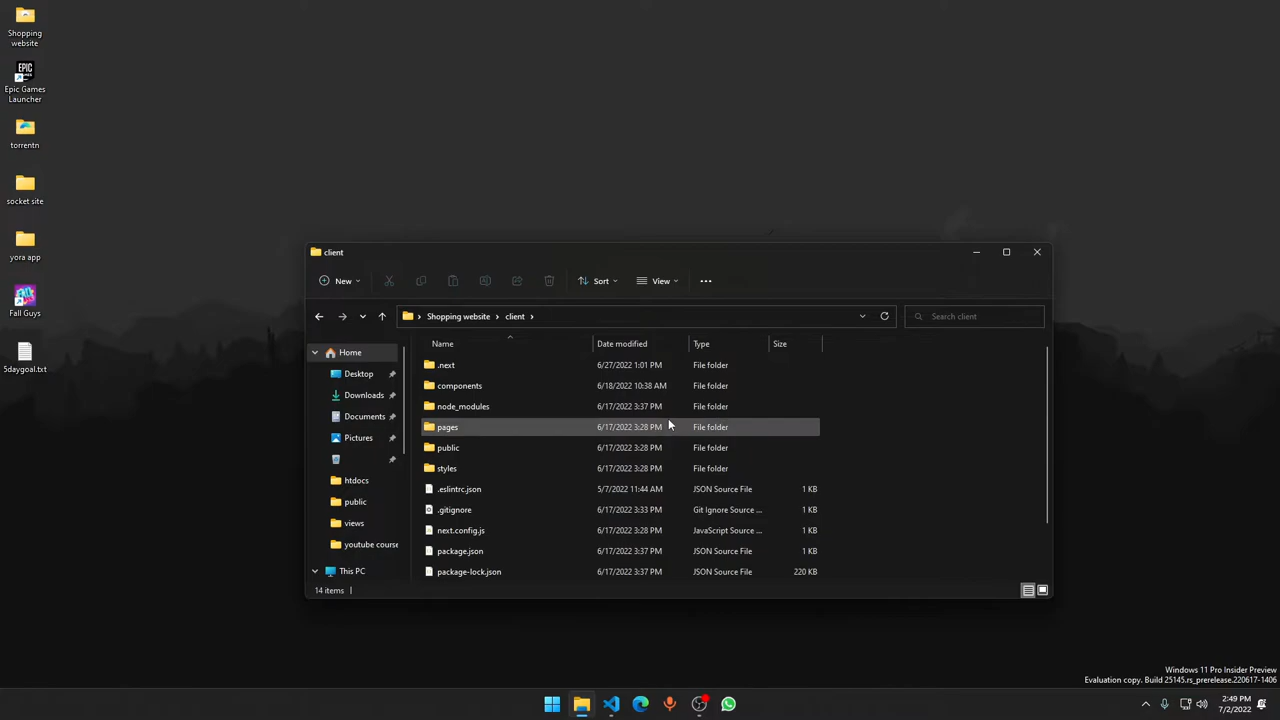 Shopping
website
EPIC
GAMES
Epic Games
Launcher
torrentn
socket site
yora app
Fall Guys
5daygoal.txt
client
New
Sort
View
Shopping website
client
Search client
Name
Date modified
Type
Size
Home
Desktop
Downloads
Documents
Pictures
htdocs
public
views
youtube course
This PC
.next 6/27/2022 1:01 PM File folder
components 6/18/2022 10:38 AM File folder
node_modules 6/17/2022 3:37 PM File folder
pages 6/17/2022 3:28 PM File folder
public 6/17/2022 3:28 PM File folder
styles 6/17/2022 3:28 PM File folder
.eslintrc.json 5/7/2022 11:44 AM JSON Source File 1 KB
.gitignore 6/17/2022 3:33 PM Git Ignore Source ... 1 KB
next.config.js 6/17/2022 3:28 PM JavaScript Source ... 1 KB
package.json 6/17/2022 3:37 PM JSON Source File 1 KB
package-lock.json 6/17/2022 3:37 PM JSON Source File 220 KB
14 items
Windows 11 Pro Insider Preview
Evaluation copy. Build 25145.rs_prerelease.220617-1406
2:49 PM
7/2/2022